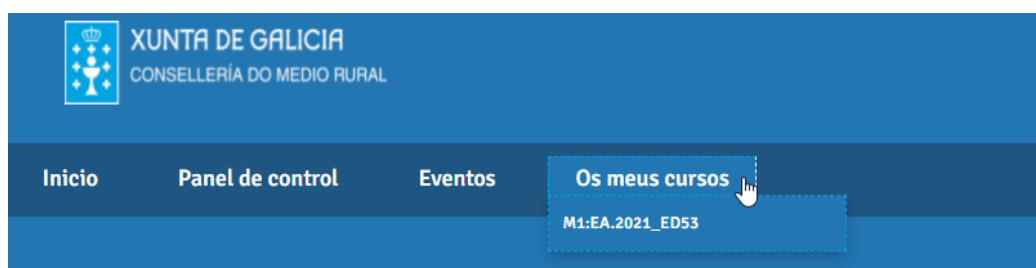 XUNTA DE GALICIA
CONSELLERÍA DO MEDIO RURAL
Inicio Panel de control Eventos Os meus cursos
M1:EA.2021_ED53